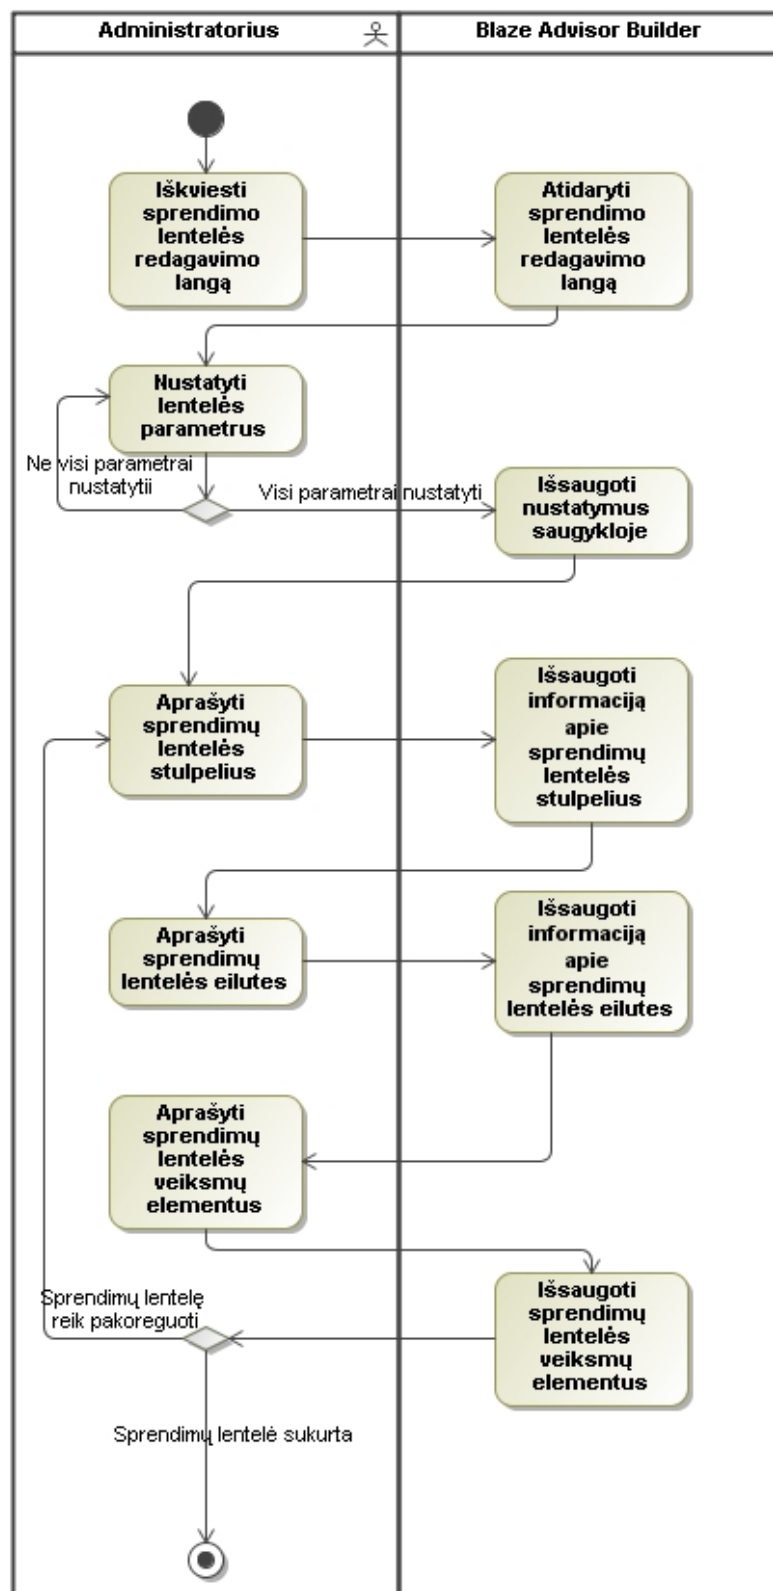 Administratorius
Blaze Advisor Builder
Iškviesti
sprendimo
lentelės
redagavimo
langą
Atidaryti
sprendimo
lentelės
redagavimo
langą
Nustatyti
lentelės
parametrus
Ne visi parametrai
nustatytii
Visi parametrai nustatyti
Išsaugoti
nustatymus
saugykloje
Aprašyti
sprendimų
lentelės
stulpelius
Išsaugoti
informaciją
apie
sprendimų
lentelės
stulpelius
Aprašyti
sprendimų
lentelės eilutes
Išsaugoti
informaciją
apie
sprendimų
lentelės eilutes
Aprašyti
sprendimų
lentelės
veiksmų
elementus
Išsaugoti
sprendimų
lentelės
veiksmų
elementus
Sprendimų lentelę
reik pakoreguoti
Sprendimų lentelė sukurta